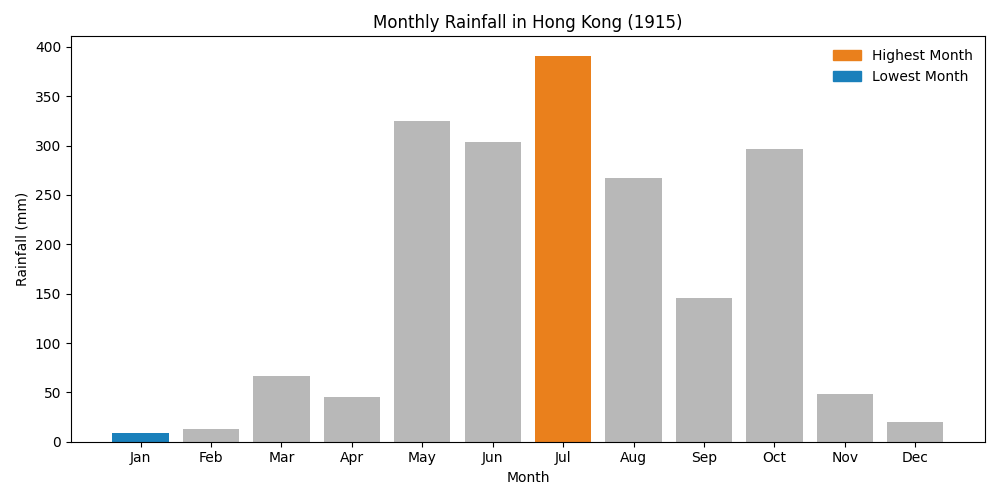 Monthly Rainfall in Hong Kong (1915)
Highest Month
Lowest Month
Rainfall (mm)
400
350
300
250
200
150
100
50
0
Jan Feb Mar Apr May Jun Jul Aug Sep Oct Nov Dec
Month